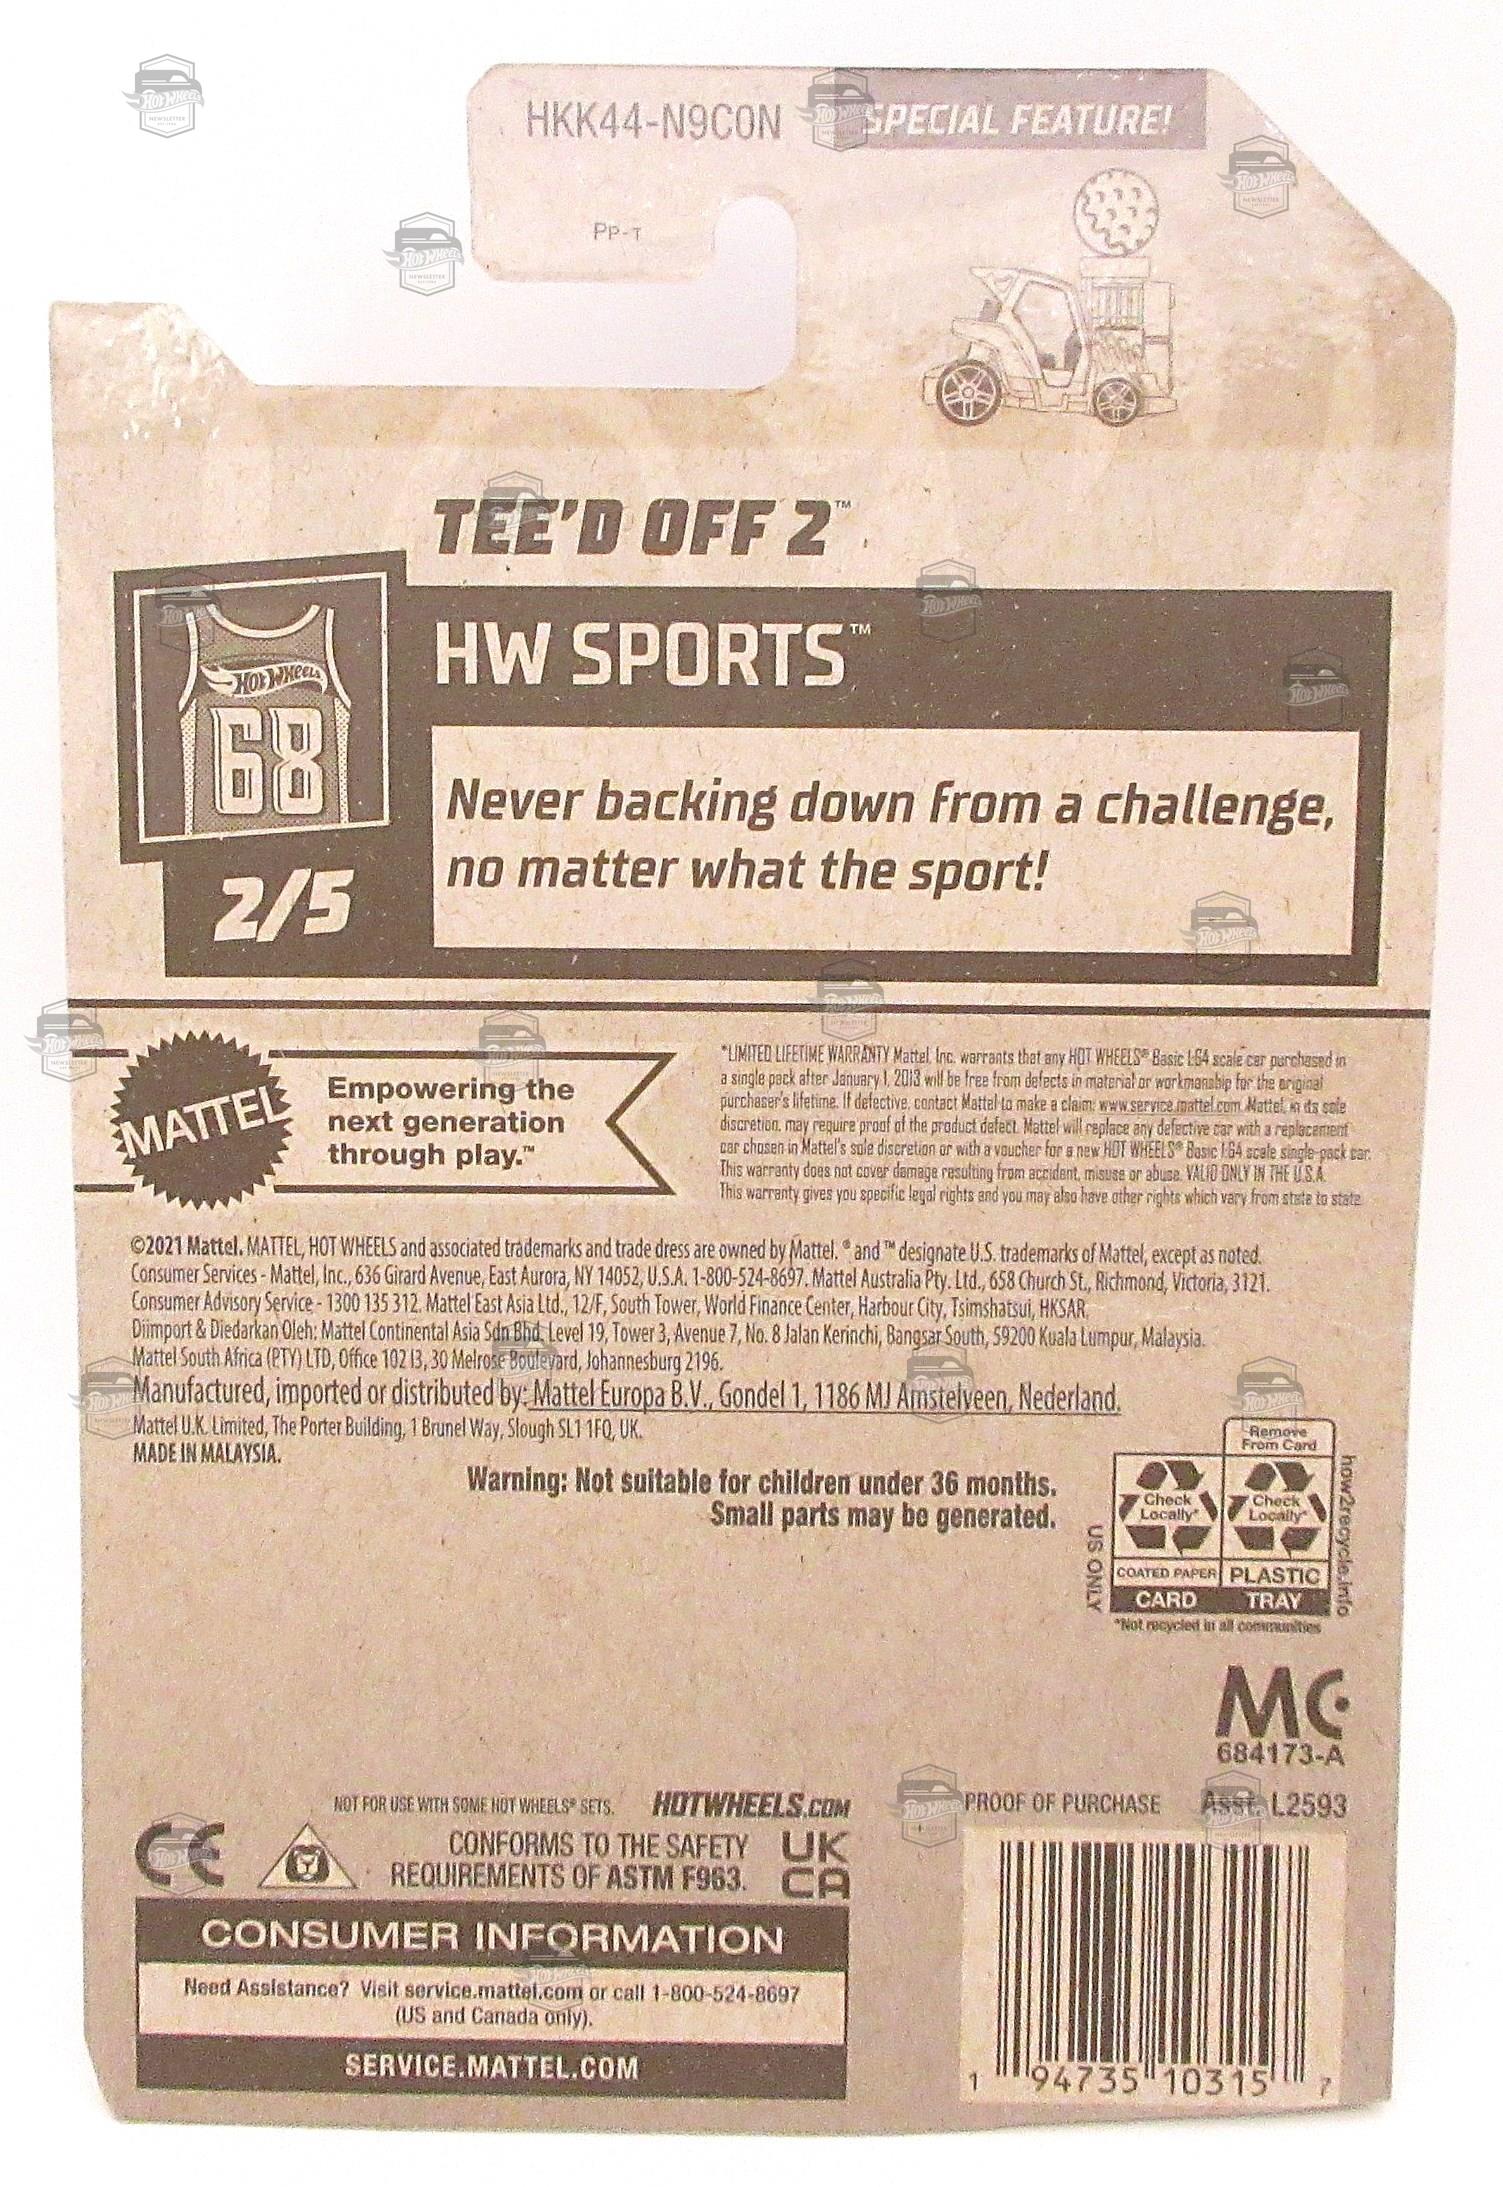 HKK44-N9C0N
SPECIAL FEATURE!
PP-T
TEE'D OFF 2™
HW SPORTS™
HOT WHEELS
68
2/5
Never backing down from a challenge,
no matter what the sport!
MATTEL
Empowering the
next generation
through play.™
*LIMITED LIFETIME WARRANTY Mattel, Inc. warrants that any HOT WHEELS® Basic 1:64 scale car purchased in
a single pack after January 1, 2013 will be free from defects in material or workmanship for the original
purchaser's lifetime. If defective, contact Mattel to make a claim: www.service.mattel.com. Mattel, in its sole
discretion, may require proof of the product defect. Mattel will replace any defective car with a replacement
car chosen in Mattel's sole discretion or with a voucher for a new HOT WHEELS® Basic 1:64 scale single-pack car.
This warranty does not cover damage resulting from accident, misuse or abuse. VALID ONLY IN THE U.S.A.
This warranty gives you specific legal rights and you may also have other rights which vary from state to state.
©2021 Mattel. MATTEL, HOT WHEELS and associated trademarks and trade dress are owned by Mattel. ® and ™ designate U.S. trademarks of Mattel, except as noted.
Consumer Services - Mattel, Inc., 636 Girard Avenue, East Aurora, NY 14052, U.S.A. 1-800-524-8697. Mattel Australia Pty. Ltd., 658 Church St., Richmond, Victoria, 3121.
Consumer Advisory Service - 1300 135 312. Mattel East Asia Ltd., 12/F, South Tower, World Finance Center, Harbour City, Tsimshatsui, HKSAR.
Diimport & Diedarkan Oleh: Mattel Continental Asia Sdn Bhd. Level 19, Tower 3, Avenue 7, No. 8 Jalan Kerinchi, Bangsar South, 59200 Kuala Lumpur, Malaysia.
Mattel South Africa (PTY) LTD, Office 102 I3, 30 Melrose Boulevard, Johannesburg 2196.
Manufactured, imported or distributed by: Mattel Europa B.V., Gondel 1, 1186 MJ Amstelveen, Nederland.
Mattel U.K. Limited, The Porter Building, 1 Brunel Way, Slough SL1 1FQ, UK.
MADE IN MALAYSIA.
Warning: Not suitable for children under 36 months.
Small parts may be generated.
Remove
From Card
Check
Locally*
Check
Locally*
COATED PAPER
PLASTIC
CARD
TRAY
US ONLY
how2recycle.info
*Not recycled in all communities
MC
684173-A
NOT FOR USE WITH SOME HOT WHEELS® SETS.
HOTWHEELS.COM
PROOF OF PURCHASE
Asst. L2593
CE
CONFORMS TO THE SAFETY
REQUIREMENTS OF ASTM F963.
UK
CA
CONSUMER INFORMATION
Need Assistance? Visit service.mattel.com or call 1-800-524-8697
(US and Canada only).
SERVICE.MATTEL.COM
1 94735 10315 7